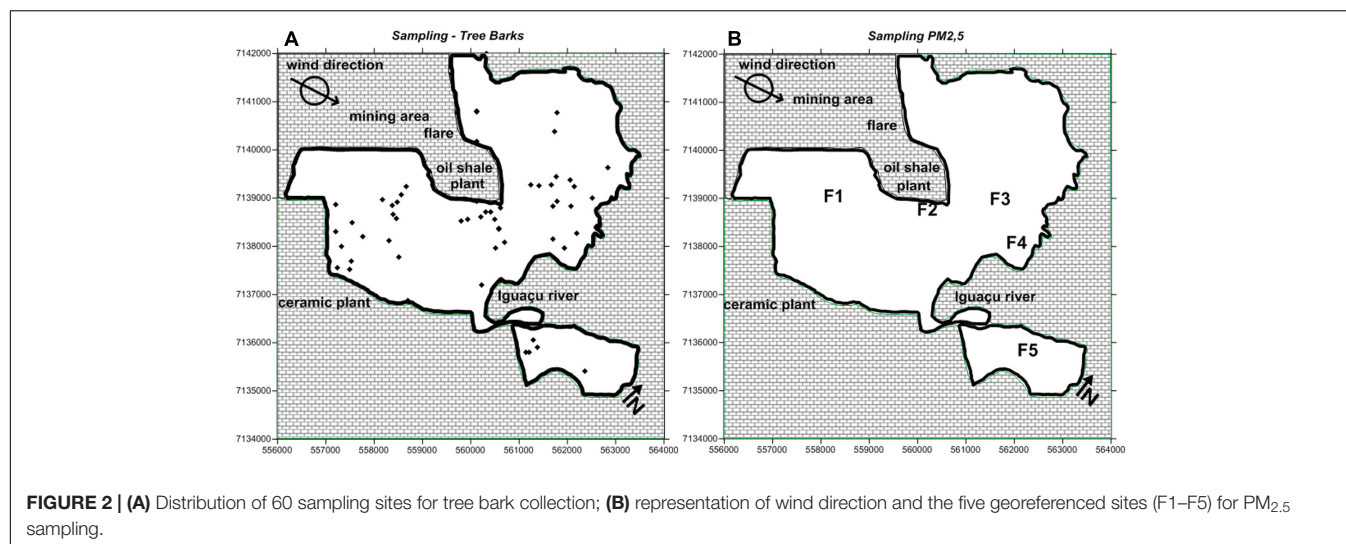 A
Sampling - Tree Barks
7142000
7141000
7140000
7139000
7138000
7137000
7136000
7135000
7134000
wind direction
mining area
flare
oil shale
plant
ceramic plant
Iguaçu river
N
556000 557000 558000 559000 560000 561000 562000 563000 564000
B
Sampling PM2,5
7142000
7141000
7140000
7139000
7138000
7137000
7136000
7135000
7134000
wind direction
mining area
flare
oil shale
plant
F1
F2
F3
F4
ceramic plant
Iguaçu river
F5
N
556000 557000 558000 559000 560000 561000 562000 563000 564000
FIGURE 2 | (A) Distribution of 60 sampling sites for tree bark collection; (B) representation of wind direction and the five georeferenced sites (F1–F5) for PM2.5
sampling.